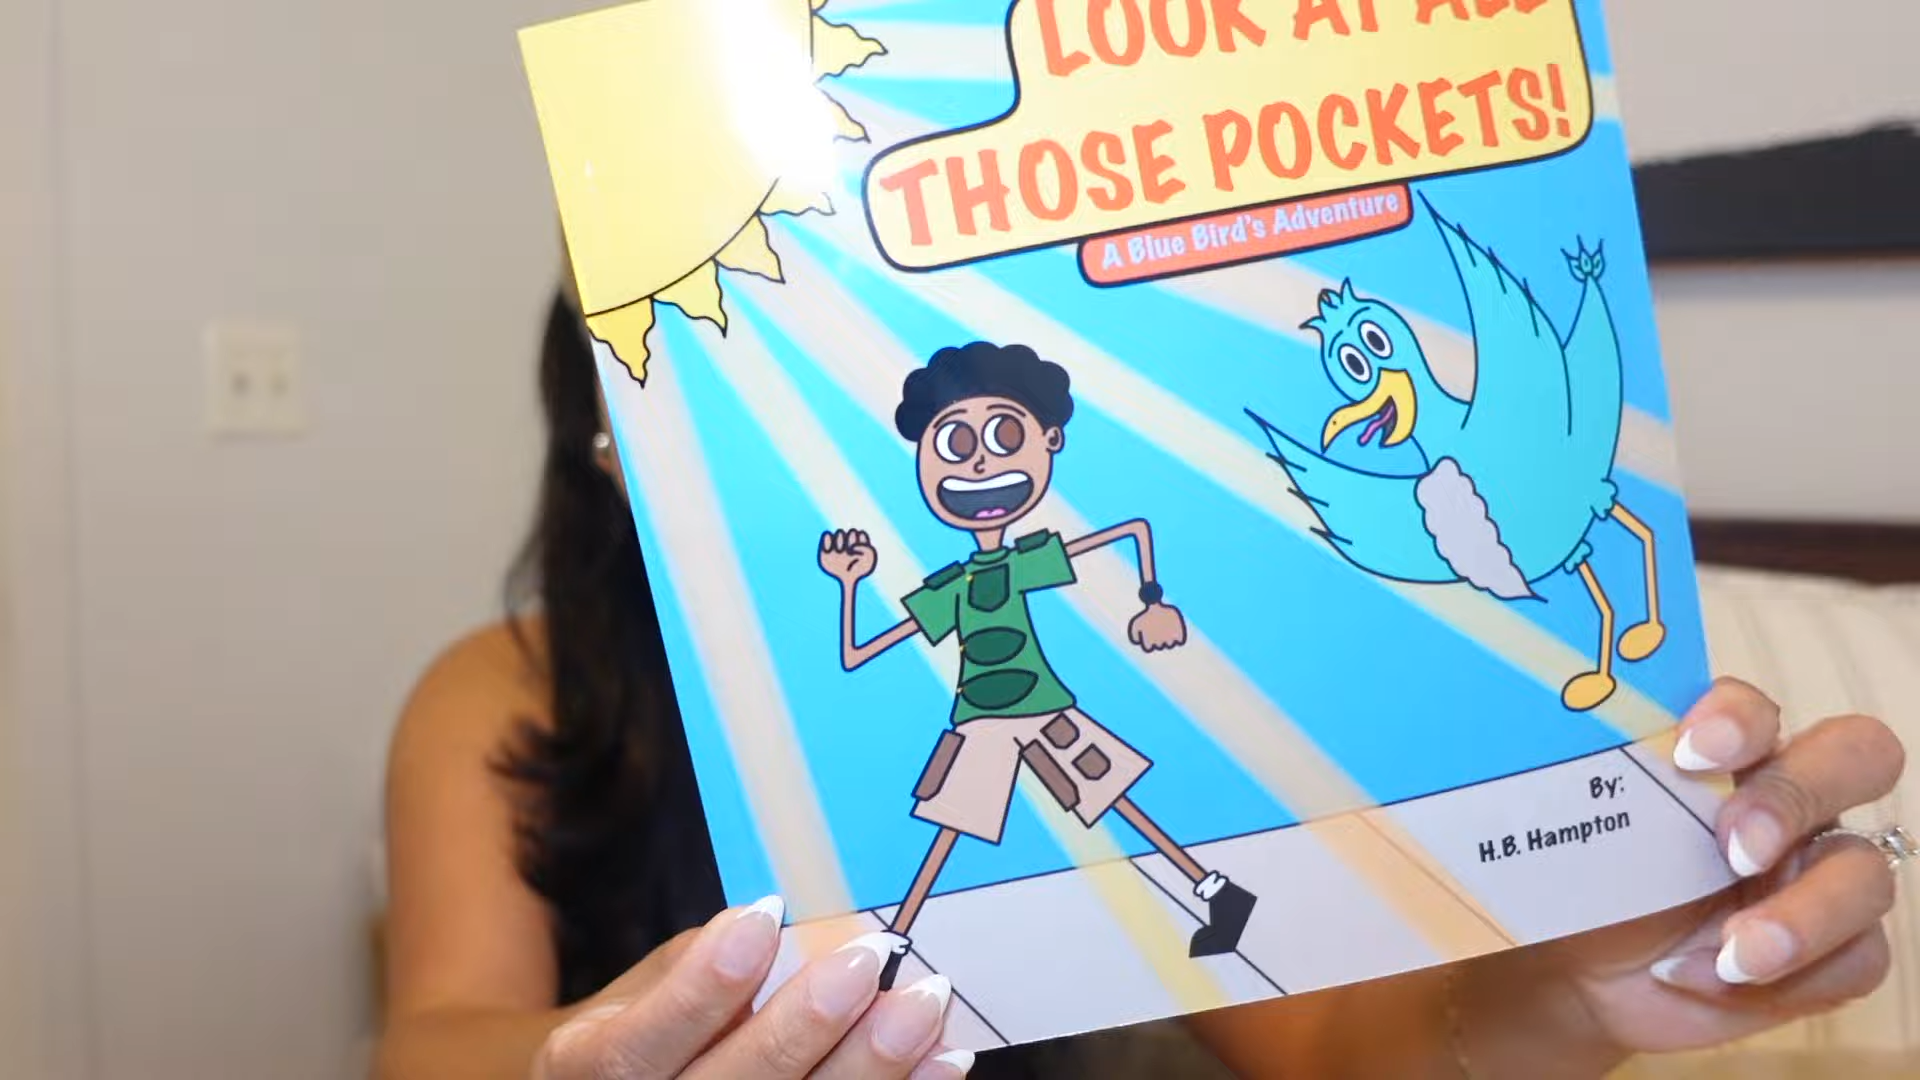 LOOK AT ALL
THOSE POCKETS!
A Blue Bird's Adventure
By:
H.B. Hampton